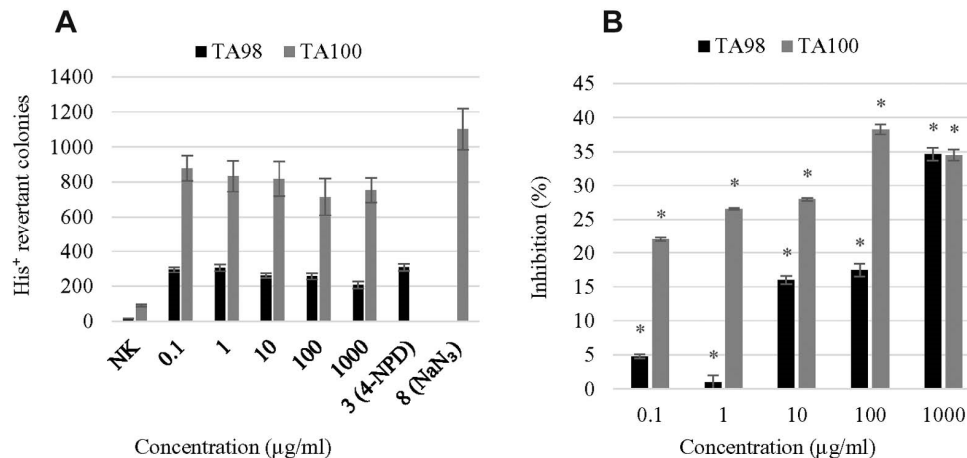 A
TA98 TA100
1400
1200
1000
800
600
400
200
0
His⁺ revertant colonies
NK 0.1 1 10 100 1000 3 (4-NPD) 8 (NaN₃)
Concentration (µg/ml)
B
TA98 TA100
45
40
35
30
25
20
15
10
5
0
Inhibition (%)
* * * * * * * * * *
0.1 1 10 100 1000
Concentration (µg/ml)